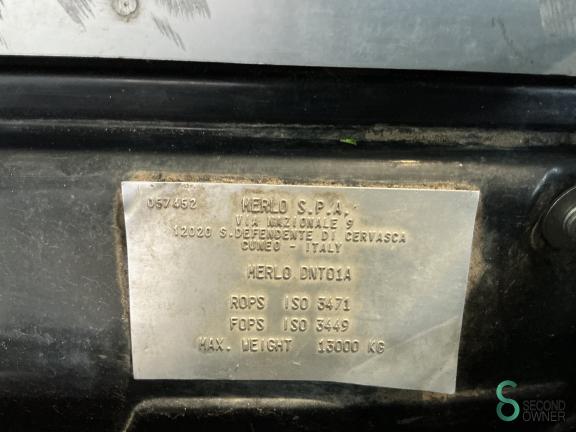 057452 MERLO S.P.A.
VIA NAZIONALE 9
12020 S.DEFENDENTE DI CERVASCA
CUNEO - ITALY
MERLO DNT01A
ROPS ISO 3471
FOPS ISO 3449
MAX. WEIGHT 13000 KG
SECOND
OWNER